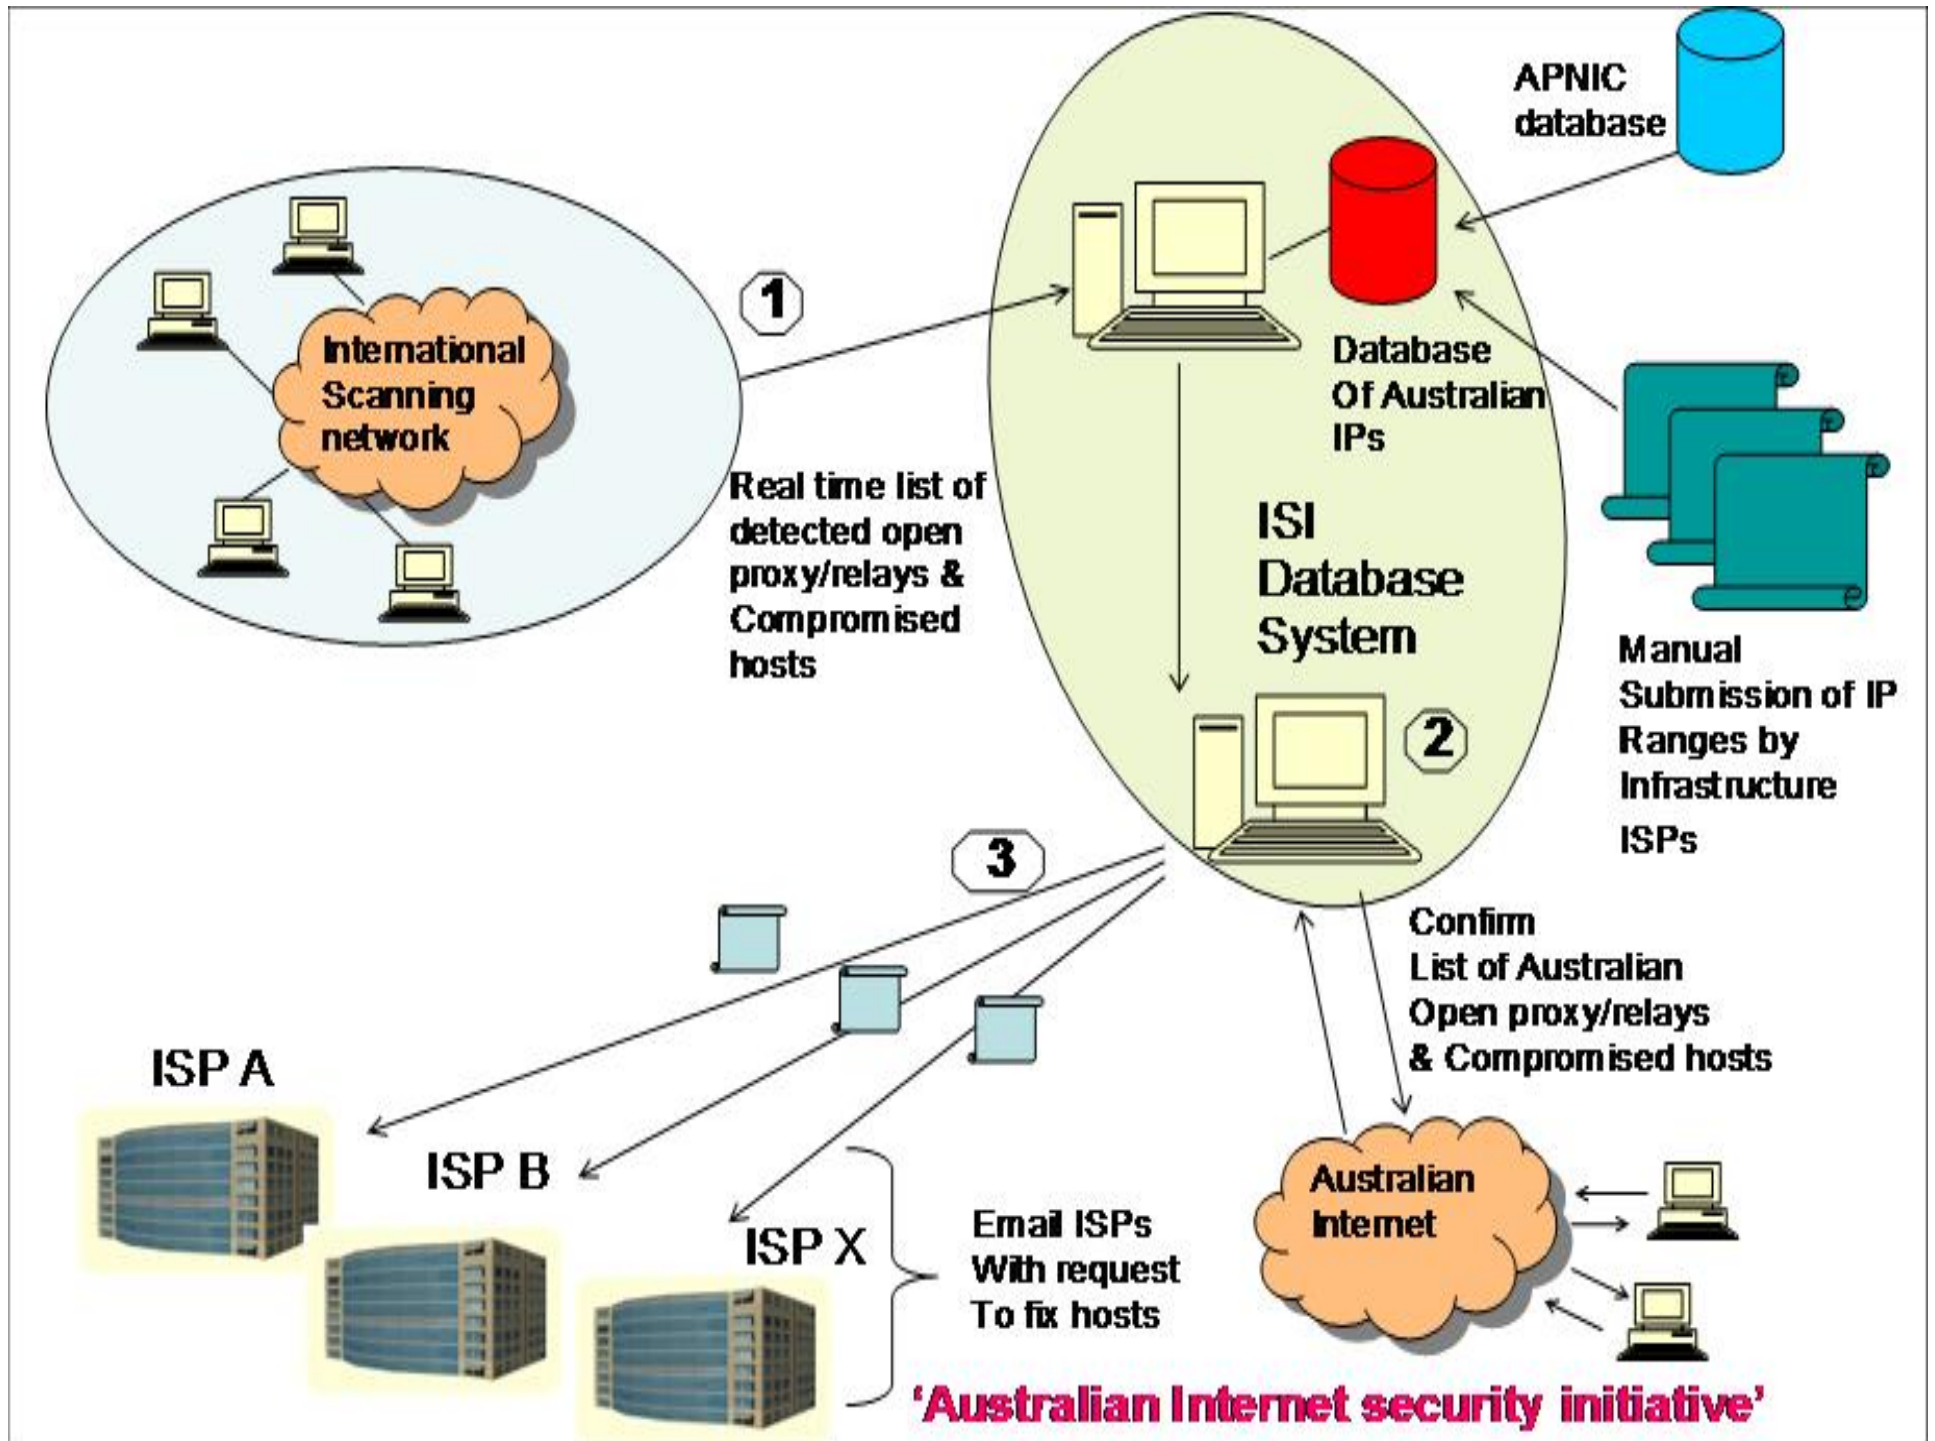 APNIC
database
1
International
Scanning
network
Database
Of Australian
IPs
Real time list of
detected open
proxy/relays &
Compromised
hosts
ISI
Database
System
Manual
Submission of IP
Ranges by
Infrastructure
ISPs
2
3
Confirm
List of Australian
Open proxy/relays
& Compromised hosts
ISP A
ISP B
ISP X
Email ISPs
With request
To fix hosts
Australian
Internet
‘Australian Internet security initiative’